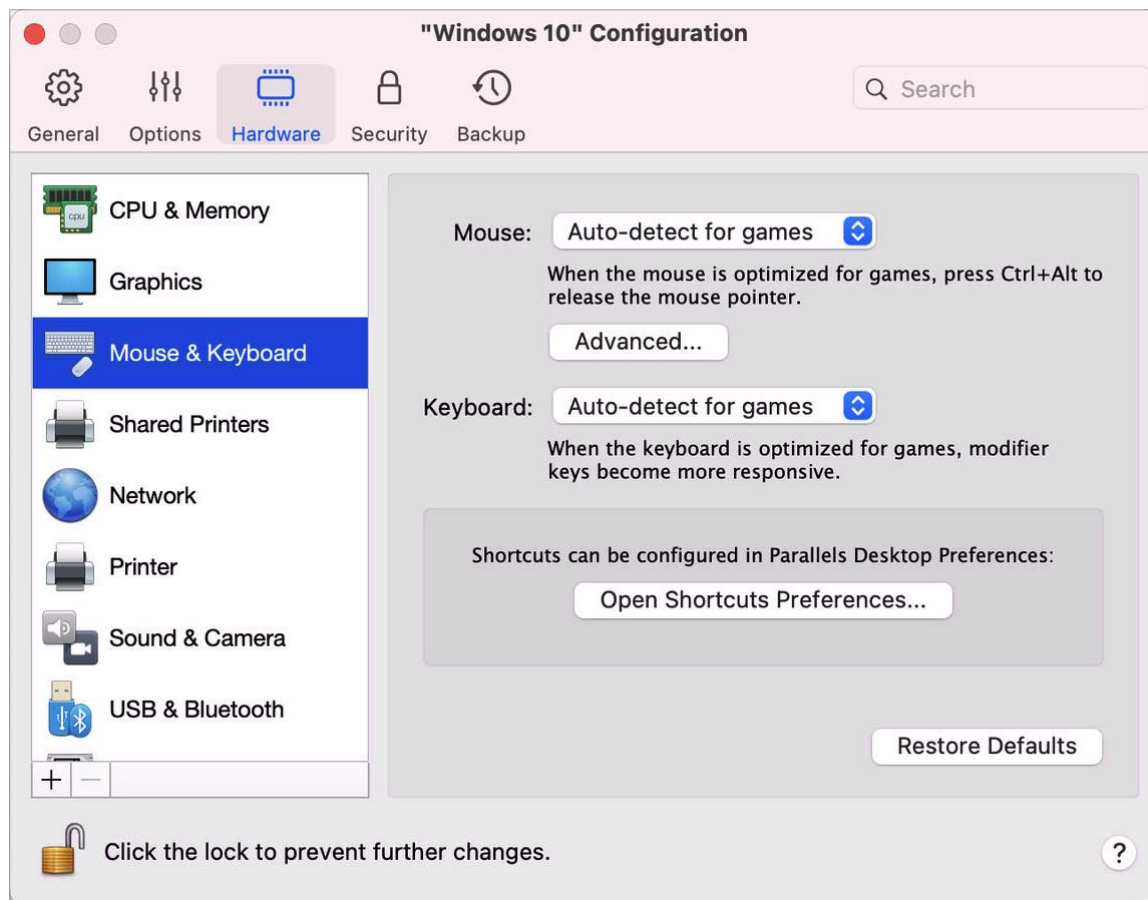 "Windows 10" Configuration
General
Options
Hardware
Security
Backup
Search
CPU & Memory
Graphics
Mouse & Keyboard
Shared Printers
Network
Printer
Sound & Camera
USB & Bluetooth
Mouse:
Auto-detect for games
When the mouse is optimized for games, press Ctrl+Alt to
release the mouse pointer.
Advanced...
Keyboard:
Auto-detect for games
When the keyboard is optimized for games, modifier
keys become more responsive.
Shortcuts can be configured in Parallels Desktop Preferences:
Open Shortcuts Preferences...
Restore Defaults
Click the lock to prevent further changes.
?